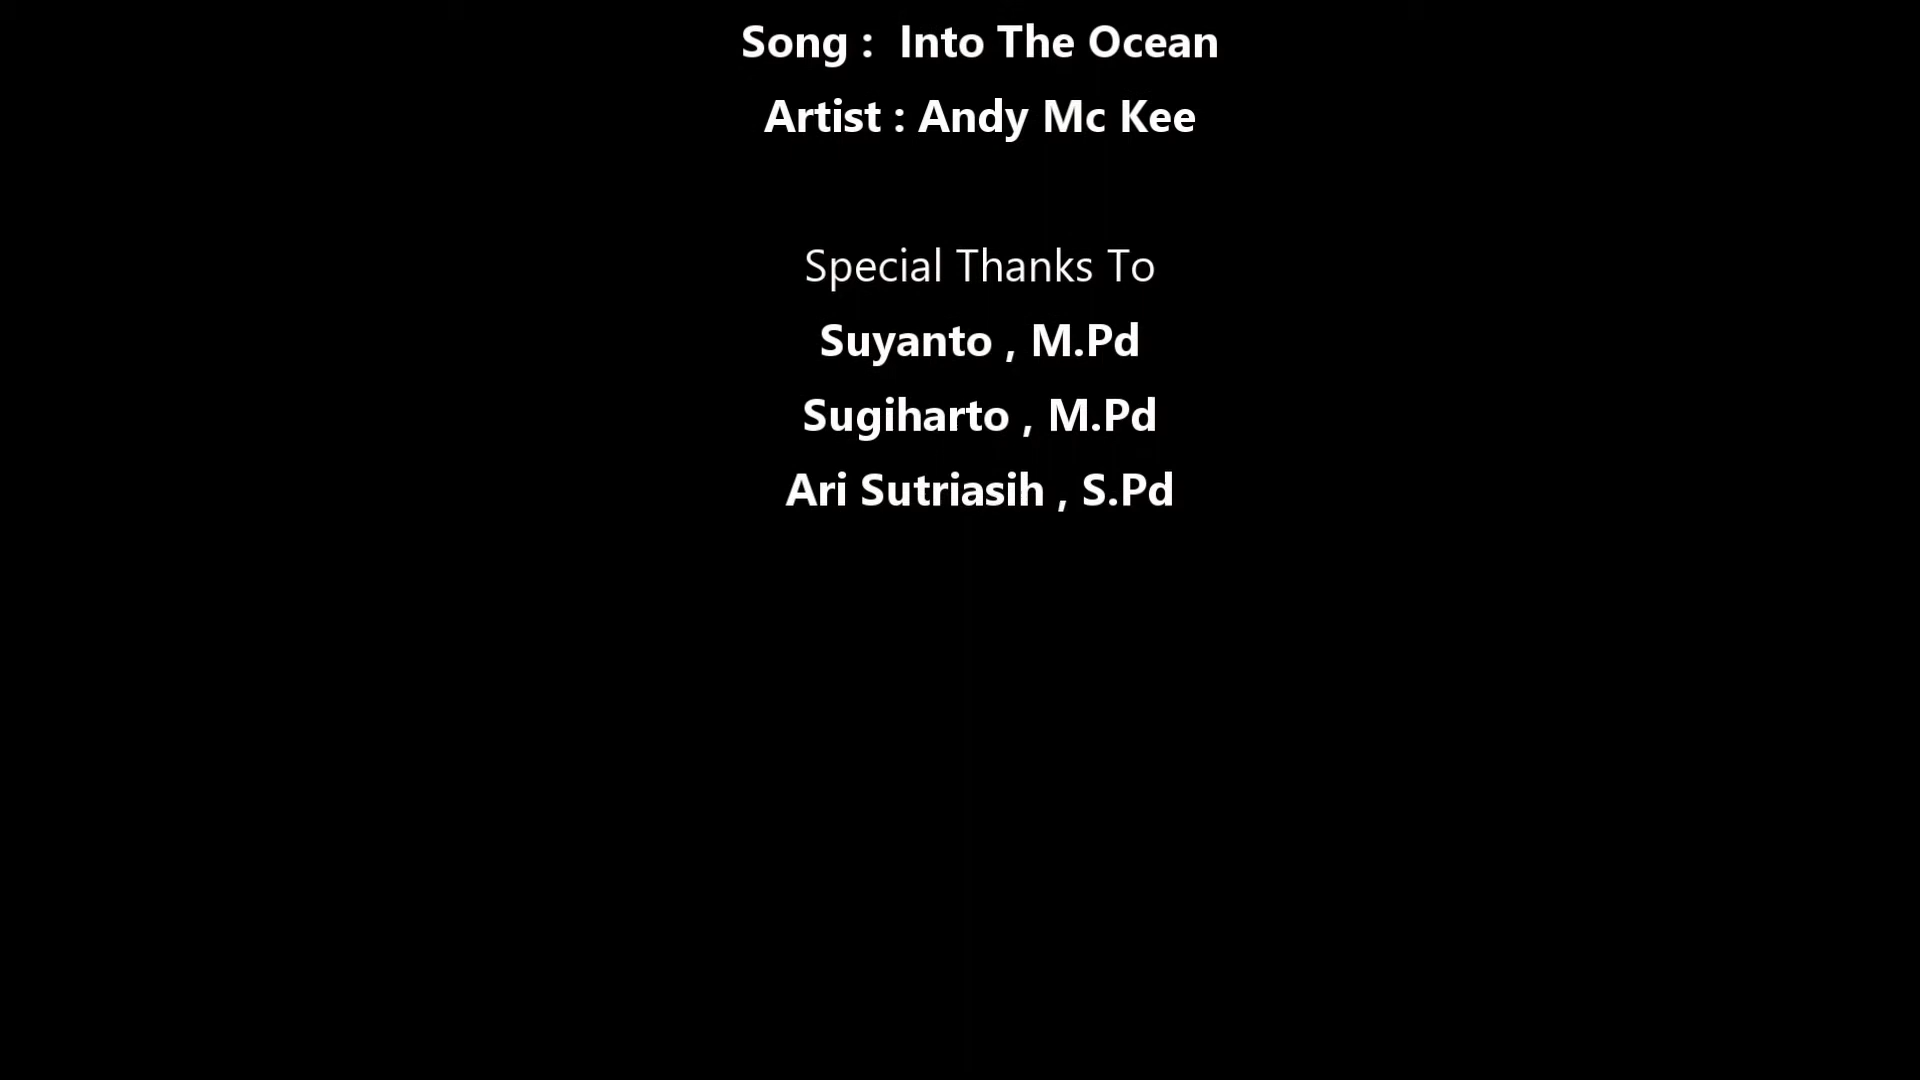 Song :  Into The Ocean
Artist : Andy Mc Kee
Special Thanks To
Suyanto , M.Pd
Sugiharto , M.Pd
Ari Sutriasih , S.Pd